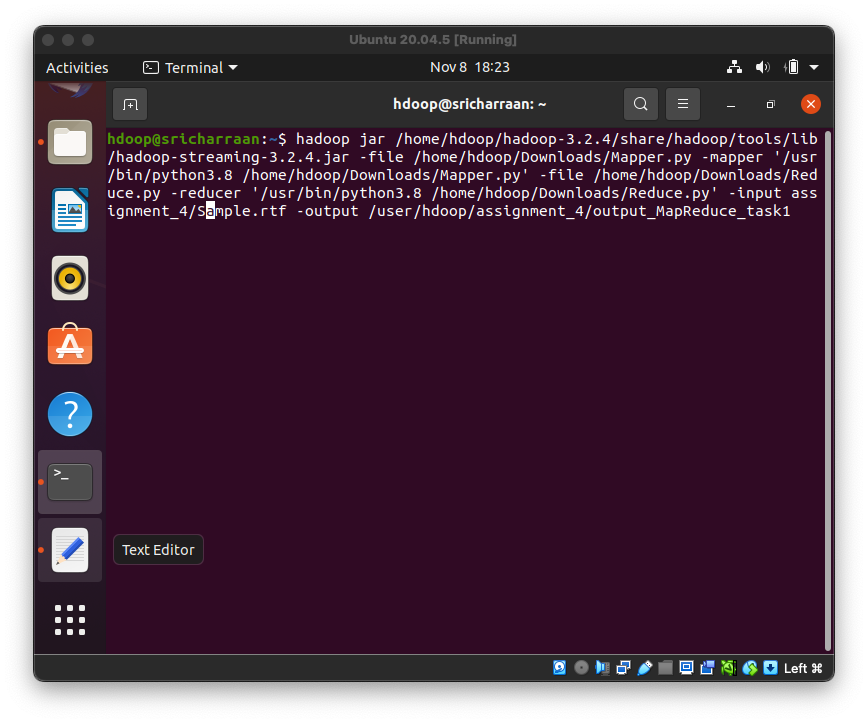 Ubuntu 20.04.5 [Running]
Activities
Terminal
Nov 8 18:23
hdoop@sricharraan: ~
hdoop@sricharraan:~$ hadoop jar /home/hdoop/hadoop-3.2.4/share/hadoop/tools/lib
/hadoop-streaming-3.2.4.jar -file /home/hdoop/Downloads/Mapper.py -mapper '/usr
/bin/python3.8 /home/hdoop/Downloads/Mapper.py' -file /home/hdoop/Downloads/Red
uce.py -reducer '/usr/bin/python3.8 /home/hdoop/Downloads/Reduce.py' -input ass
ignment_4/Sample.rtf -output /user/hdoop/assignment_4/output_MapReduce_task1
Text Editor
Left ⌘